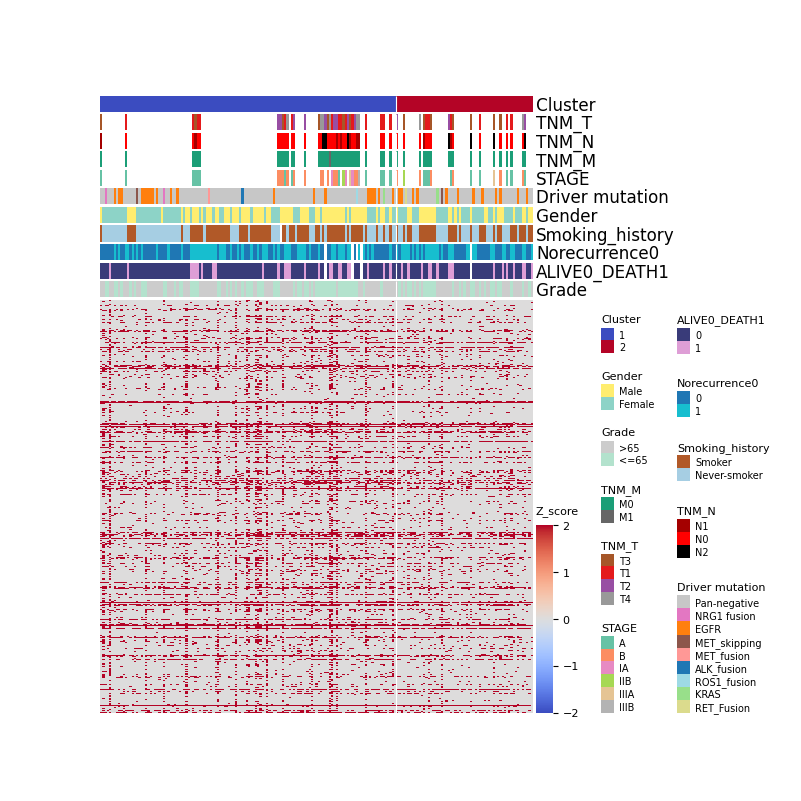 Cluster
TNM_T
TNM_N
TNM_M
STAGE
Driver mutation
Gender
Smoking_history
Norecurrence0
ALIVE0_DEATH1
Grade
Cluster
1
2
Gender
Male
Female
Grade
>65
<=65
TNM_M
M0
M1
TNM_T
T3
T1
T2
T4
STAGE
A
B
IA
IIB
IIIA
IIIB
ALIVE0_DEATH1
0
1
Norecurrence0
0
1
Smoking_history
Smoker
Never-smoker
TNM_N
N1
N0
N2
Driver mutation
Pan-negative
NRG1 fusion
EGFR
MET_skipping
MET_fusion
ALK_fusion
ROS1_fusion
KRAS
RET_Fusion
Z_score
2
1
0
−1
−2